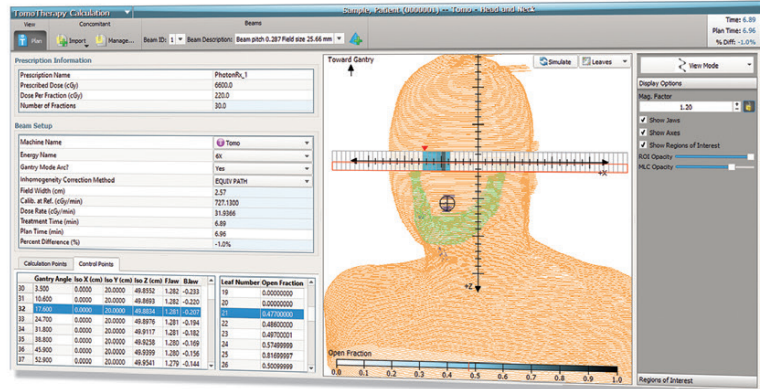 TomoTherapy Calculation
Sample, Patient (0000001) -- Tomo - Head and Neck
View
Concomitant
Beams
Plan
Import
Manage...
Beam ID: 1
Beam Description: Beam pitch 0.287 Field size 25.66 mm
Time: 6.89
Plan Time: 6.96
% Diff: -1.0%
Prescription Information
Prescription Name PhotonRx_1
Prescribed Dose (cGy) 6600.0
Dose Per Fraction (cGy) 220.0
Number of Fractions 30.0
Beam Setup
Machine Name Tomo
Energy Name 6X
Gantry Mode Arc? Yes
Inhomogeneity Correction Method EQUIV PATH
Field Width (cm) 2.57
Calib. at Ref. (cGy/min) 727.1300
Dose Rate (cGy/min) 31.9366
Treatment Time (min) 6.89
Plan Time (min) 6.96
Percent Difference (%) -1.0%
Calculation Points
Control Points
Gantry Angle Iso X (cm) Iso Y (cm) Iso Z (cm) F.Jaw B.Jaw
30 3.500 0.0000 20.0000 49.8552 1.282 -0.233
31 10.600 0.0000 20.0000 49.8693 1.282 -0.220
32 17.600 0.0000 20.0000 49.8834 1.281 -0.207
33 24.700 0.0000 20.0000 49.8976 1.281 -0.194
34 31.800 0.0000 20.0000 49.9117 1.281 -0.182
35 38.800 0.0000 20.0000 49.9258 1.280 -0.169
36 45.900 0.0000 20.0000 49.9399 1.280 -0.156
37 52.900 0.0000 20.0000 49.9541 1.279 -0.144
Leaf Number Open Fraction
19 0.00000000
20 0.00000000
21 0.47700000
22 0.48600000
23 0.49700001
24 0.57499999
25 0.81699997
26 0.50099999
Toward Gantry
Simulate
Leaves
+X
+Z
Open Fraction
0.0 0.1 0.2 0.3 0.4 0.5 0.6 0.7 0.8 0.9 1.0
View Mode
Display Options
Mag. Factor
1.20
Show Jaws
Show Axes
Show Regions of Interest
ROI Opacity
MLC Opacity
Regions of Interest